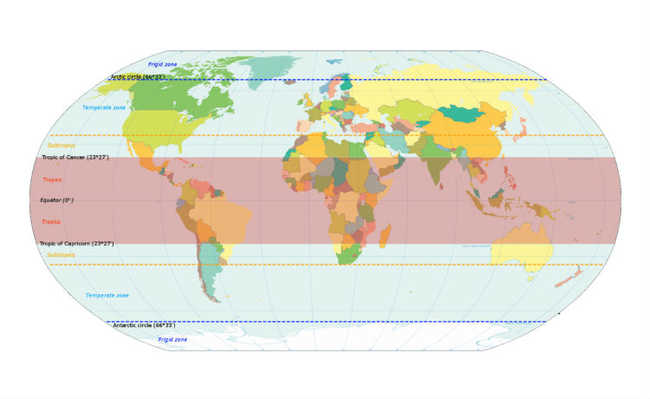 Frigid zone
Arctic circle (66°33')
Temperate zone
Subtropics
Tropic of Cancer (23°27')
Tropics
Equator (0°)
Tropics
Tropic of Capricorn (23°27')
Subtropics
Temperate zone
Antarctic circle (66°33')
Frigid zone